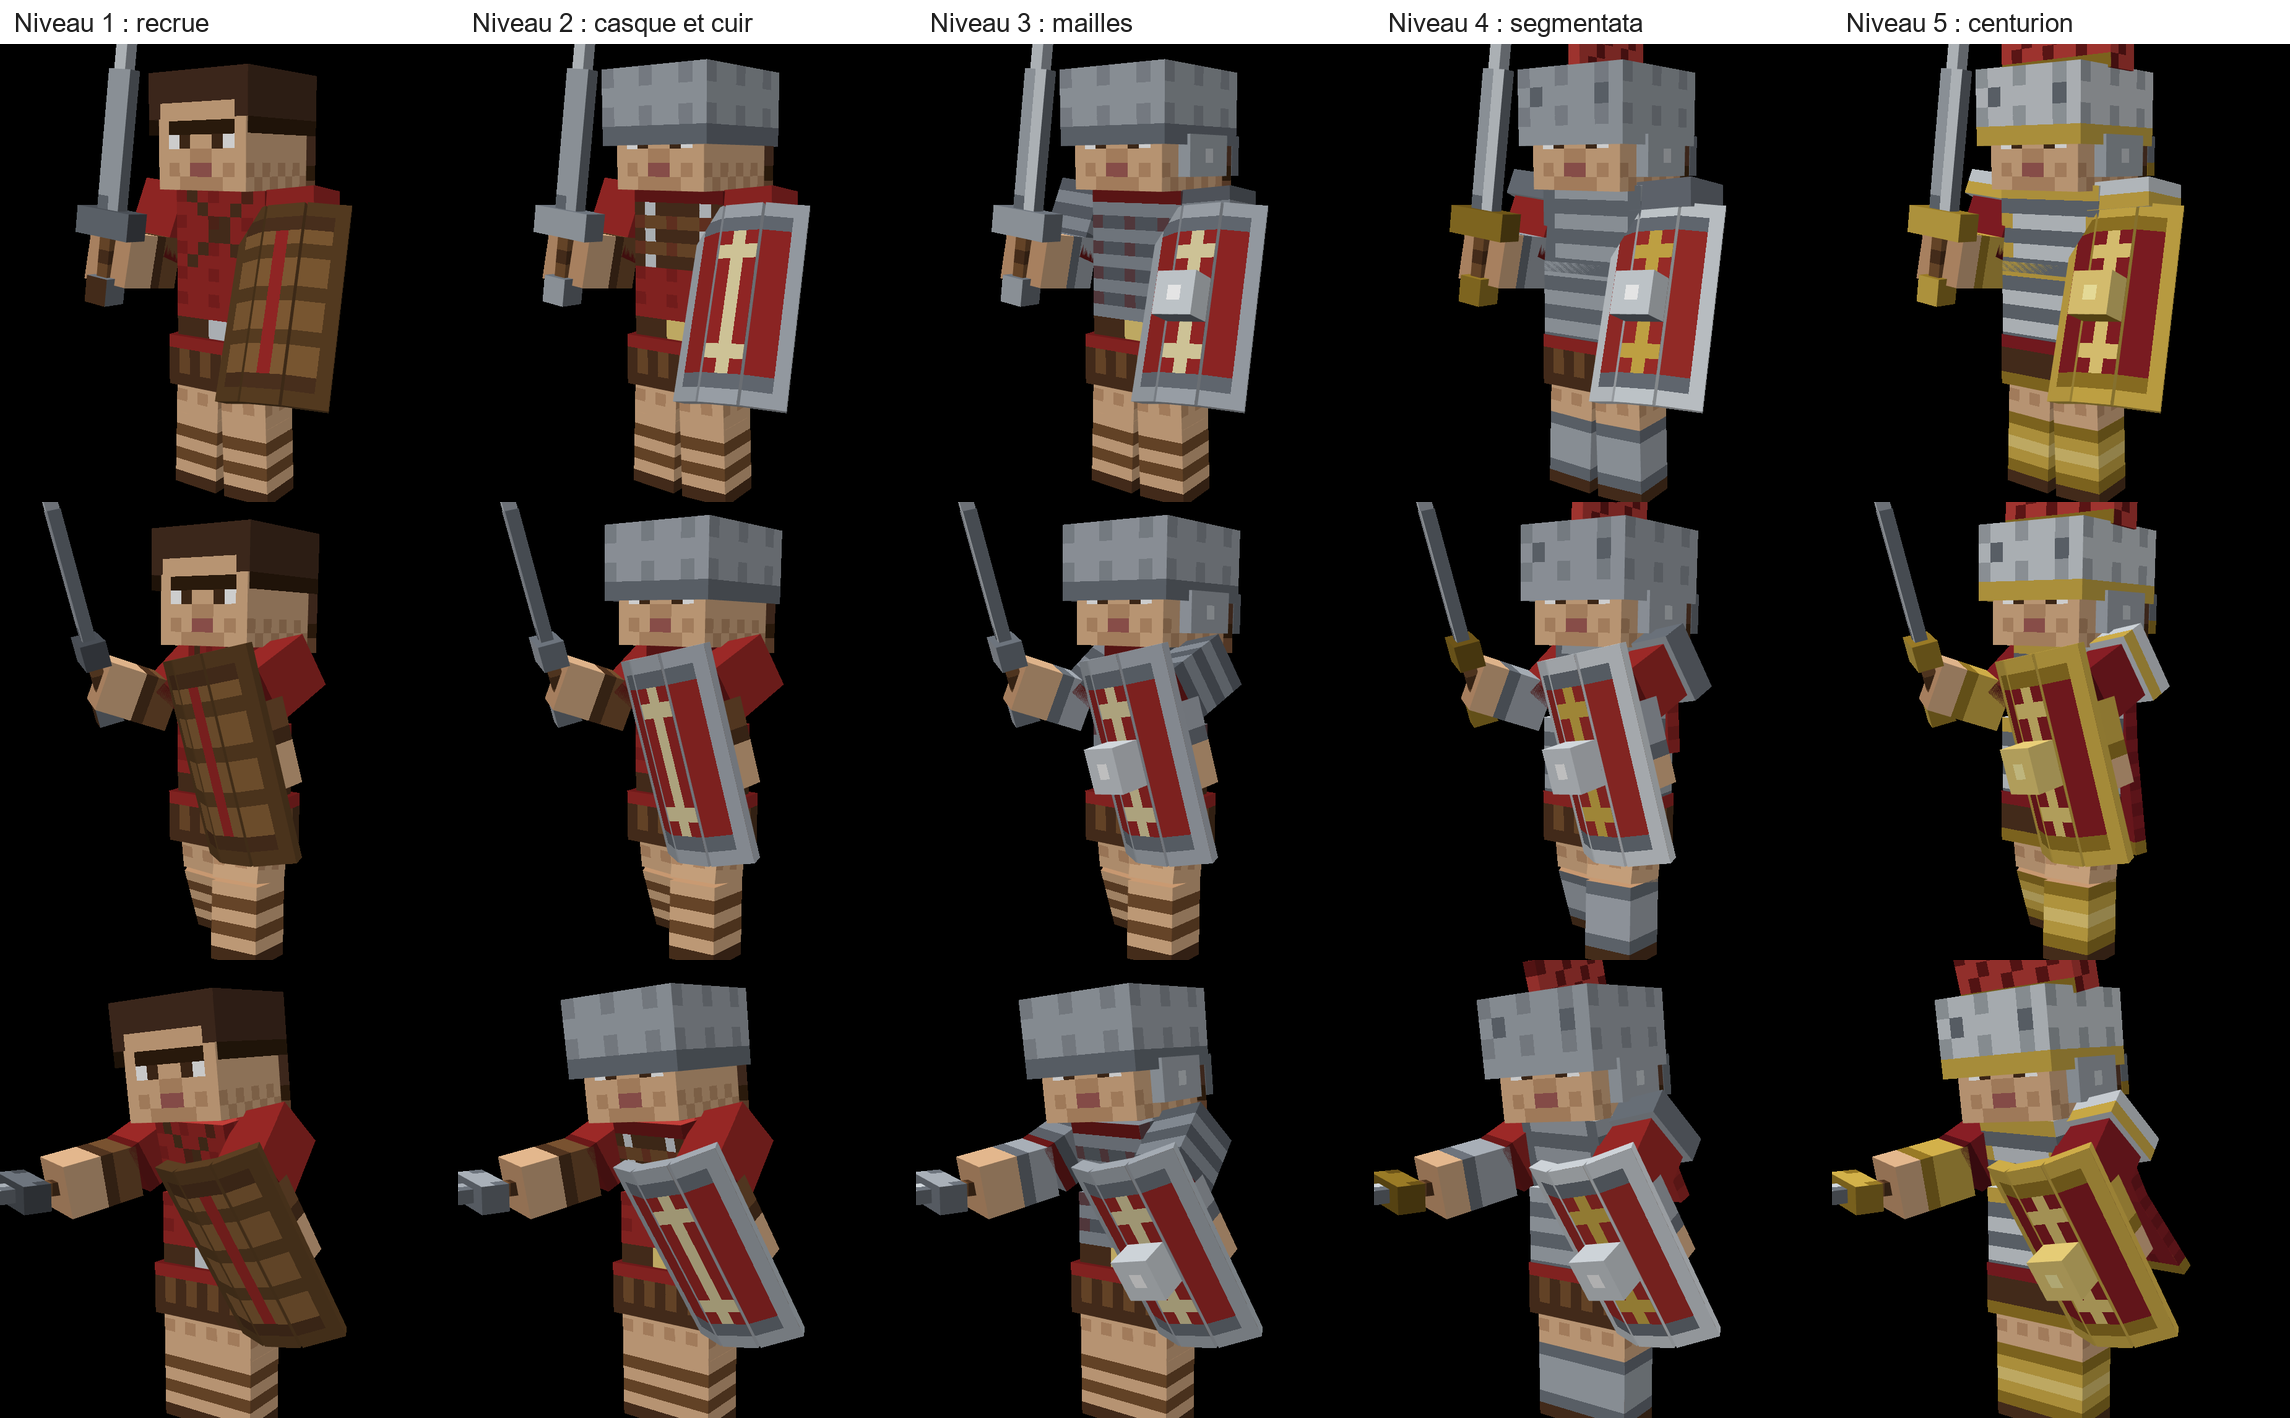 Niveau 1 : recrue
Niveau 2 : casque et cuir
Niveau 3 : mailles
Niveau 4 : segmentata
Niveau 5 : centurion